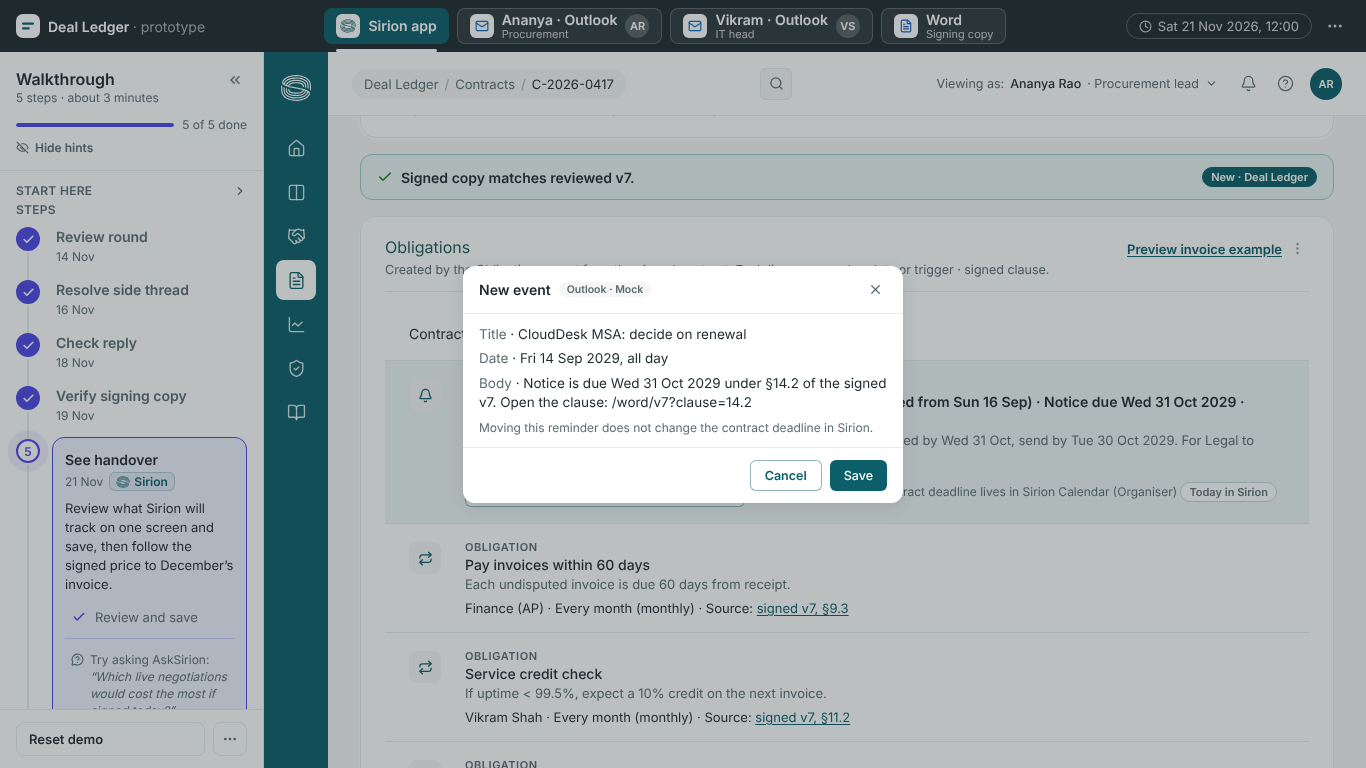 Deal Ledger · prototype
Sirion app
Ananya · Outlook
Procurement
AR
Vikram · Outlook
IT head
VS
Word
Signing copy
Sat 21 Nov 2026, 12:00
Walkthrough
5 steps · about 3 minutes
5 of 5 done
Hide hints
START HERE
STEPS
Review round
14 Nov
Resolve side thread
16 Nov
Check reply
18 Nov
Verify signing copy
19 Nov
5
See handover
21 Nov
Sirion
Review what Sirion will
track on one screen and
save, then follow the
signed price to December’s
invoice.
Review and save
Try asking AskSirion:
“Which live negotiations
would cost the most if
signed today?”
Reset demo
Deal Ledger / Contracts / C-2026-0417
Viewing as: Ananya Rao · Procurement lead
AR
Signed copy matches reviewed v7.
New · Deal Ledger
Obligations
Preview invoice example
Created by the
or trigger · signed clause.
Contract
New event
Outlook · Mock
Title · CloudDesk MSA: decide on renewal
Date · Fri 14 Sep 2029, all day
Body · Notice is due Wed 31 Oct 2029 under §14.2 of the signed
v7. Open the clause: /word/v7?clause=14.2
Moving this reminder does not change the contract deadline in Sirion.
Cancel
Save
from Sun 16 Sep) · Notice due Wed 31 Oct 2029 ·
by Wed 31 Oct, send by Tue 30 Oct 2029. For Legal to
deadline lives in Sirion Calendar (Organiser)
Today in Sirion
OBLIGATION
Pay invoices within 60 days
Each undisputed invoice is due 60 days from receipt.
Finance (AP) · Every month (monthly) · Source: signed v7, §9.3
OBLIGATION
Service credit check
If uptime < 99.5%, expect a 10% credit on the next invoice.
Vikram Shah · Every month (monthly) · Source: signed v7, §11.2
OBLIGATION